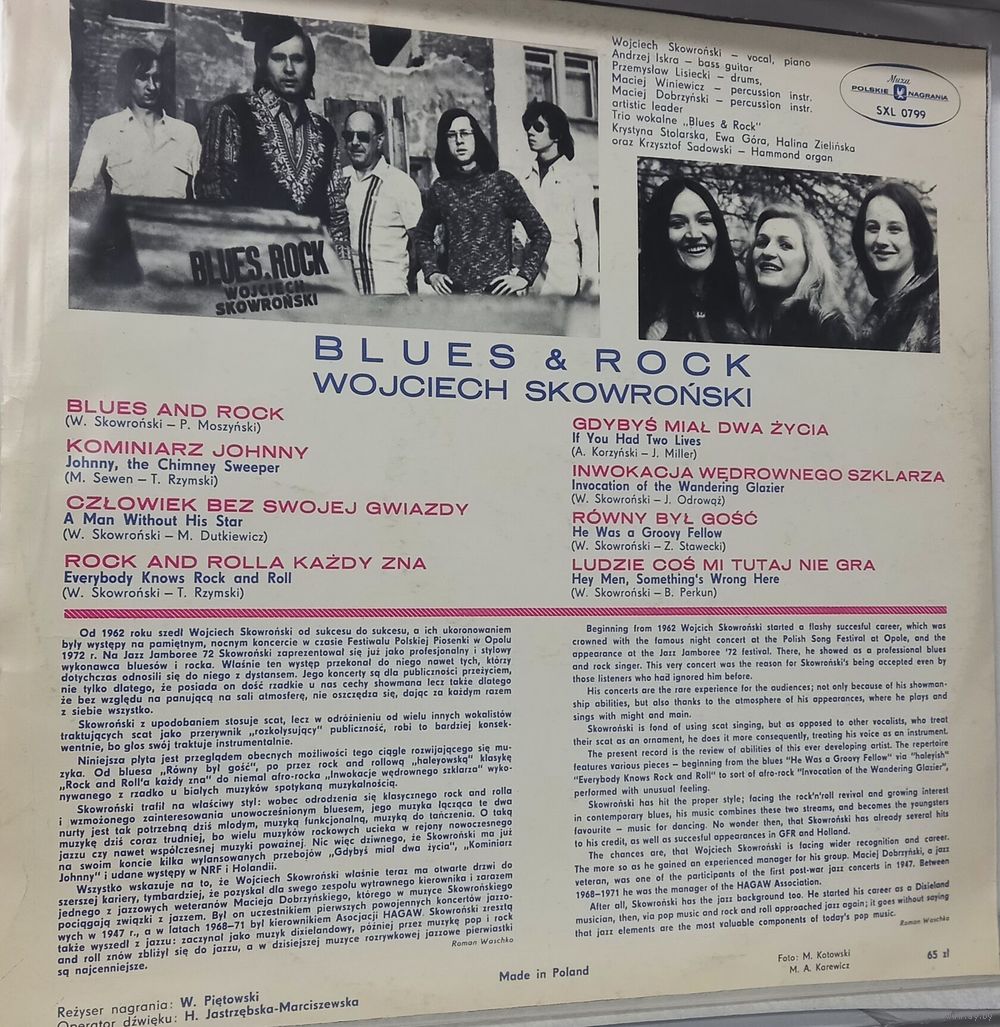 Wojciech Skowroński – vocal, piano
Andrzej Iskra – bass guitar
Przemysław Lisiecki – drums,
Maciej Winiewicz – percussion instr.
Maciej Dobrzyński – percussion instr.
artistic leader
Trio wokalne „Blues & Rock"
Krystyna Stolarska, Ewa Góra, Halina Zielińska
oraz Krzysztof Sadowski – Hammond organ
Muza
POLSKIE NAGRANIA
SXL 0799
BLUES. ROCK
WOJCIECH
SKOWROŃSKI
BLUES & ROCK
WOJCIECH SKOWROŃSKI
BLUES AND ROCK
(W. Skowroński – P. Moszyński)
KOMINIARZ JOHNNY
Johnny, the Chimney Sweeper
(M. Sewen – T. Rzymski)
CZŁOWIEK BEZ SWOJEJ GWIAZDY
A Man Without His Star
(W. Skowroński – M. Dutkiewicz)
ROCK AND ROLLA KAŻDY ZNA
Everybody Knows Rock and Roll
(W. Skowroński – T. Rzymski)
GDYBYŚ MIAŁ DWA ŻYCIA
If You Had Two Lives
(A. Korzyński – J. Miller)
INWOKACJA WĘDROWNEGO SZKLARZA
Invocation of the Wandering Glazier
(W. Skowroński – J. Odrowąż)
RÓWNY BYŁ GOŚĆ
He Was a Groovy Fellow
(W. Skowroński – Z. Stawecki)
LUDZIE COŚ MI TUTAJ NIE GRA
Hey Men, Something's Wrong Here
(W. Skowroński – B. Perkun)
Od 1962 roku szedł Wojciech Skowroński od sukcesu do sukcesu, a ich ukoronowaniem
były występy na pamiętnym, nocnym koncercie w czasie Festiwalu Polskiej Piosenki w Opolu
1972 r. Na Jazz Jamboree 72 Skowroński zaprezentował się już jako profesjonalny i stylowy
wykonawca bluesów i rocka. Właśnie ten występ przekonał do niego nawet tych, którzy
dotychczas odnosili się do niego z dystansem. Jego koncerty są dla publiczności przeżyciem,
nie tylko dlatego, że posiada on dość rzadkie u nas cechy showmana lecz także dlatego
że bez względu na panującą na sali atmosferę, nie oszczędza się, dając za każdym razem
z siebie wszystko.
Skowroński z upodobaniem stosuje scat, lecz w odróżnieniu od wielu innych wokalistów
traktujących scat jako przerywnik „rozkołysujący" publiczność, robi to bardziej konsek-
wentnie, bo głos swój traktuje instrumentalnie.
Niniejsza płyta jest przeglądem obecnych możliwości tego ciągle rozwijającego się mu-
zyka. Od bluesa „Równy był gość", po przez rock and rollową „haleyowską" klasykę
„Rock and Roll'a każdy zna" do niemal afro-rocka „Inwokacje wędrownego szklarza" wyko-
nywanego z rzadko u białych muzyków spotykaną muzykalnością.
Skowroński trafił na właściwy styl: wobec odrodzenia się klasycznego rock and rolla
i wzmożonego zainteresowania unowocześnionym bluesem, jego muzyka łącząca te dwa
nurty jest tak potrzebną dziś młodym, muzyką funkcjonalną, muzyką do tańczenia. O taką
muzykę dziś coraz trudniej, bo wielu muzyków rockowych ucieka w rejony nowoczesnego
jazzu czy nawet współczesnej muzyki poważnej. Nic więc dziwnego, że Skowroński ma już
na swoim koncie kilka wylansowanych przebojów „Gdybyś miał dwa życia", „Kominiarz
Johnny" i udane występy w NRF i Holandii.
Wszystko wskazuje na to, że Wojciech Skowroński właśnie teraz ma otwarte drzwi do
szerszej kariery, tymbardziej, że pozyskał dla swego zespołu wytrawnego kierownika i zarazem
jednego z jazzowych weteranów Macieja Dobrzyńskiego, którego w muzyce Skowrońskiego
pociągają związki z jazzem. Był on uczestnikiem pierwszych powojennych koncertów jazzo-
wych w 1947 r., a w latach 1968–71 był kierownikiem Asocjacji HAGAW. Skowroński zresztą
także wyszedł z jazzu: zaczynał jako muzyk dixielandowy, później przez muzykę pop i rock
and roll znów zbliżył się do jazzu, a w dzisiejszej muzyce rozrywkowej jazzowe pierwiastki
są najcenniejsze.
Roman Waschko
Beginning from 1962 Wojcich Skowroński started a flashy succesful career, which was
crowned with the famous night concert at the Polish Song Festival at Opole, and the
appearance at the Jazz Jamboree '72 festival. There, he showed as a professional blues
and rock singer. This very concert was the reason for Skowroński's being accepted even by
those listeners who had ignored him before.
His concerts are the rare experience for the audiences; not only because of his showman-
ship abilities, but also thanks to the atmosphere of his appearances, where he plays and
sings with might and main.
Skowroński is fond of using scat singing, but as opposed to other vocalists, who treat
their scat as an ornament, he does it more consequently, treating his voice as an instrument.
The present record is the review of abilities of this ever developing artist. The repertoire
features various pieces – beginning from the blues "He Was a Groovy Fellow" via "haleyish"
"Everybody Knows Rock and Roll" to sort of afro-rock "Invocation of the Wandering Glazier",
performed with unusual feeling.
Skowroński has hit the proper style; facing the rock'n'roll revival and growing interest
in contemporary blues, his music combines these two streams, and becomes the youngsters
favourite – music for dancing. No wonder then, that Skowroński has already several hits
to his credit, as well as succesful appearances in GFR and Holland.
The chances are, that Wojciech Skowroński is facing wider recognition and career.
The more so as he gained an experienced manager for his group. Maciej Dobrzyński, a jazz
veteran, was one of the participants of the first post-war jazz concerts in 1947. Between
1968–1971 he was the manager of the HAGAW Association.
After all, Skowroński has the jazz background too. He started his career as a Dixieland
musician, then, via pop music and rock and roll approached jazz again; it goes without saying
that jazz elements are the most valuable components of today's pop music.
Roman Waschko
Made in Poland
Foto: M. Kotowski
M. A. Karewicz
65 zł
Reżyser nagrania: W. Piętowski
Operator dźwięku: H. Jastrzębska-Marciszewska